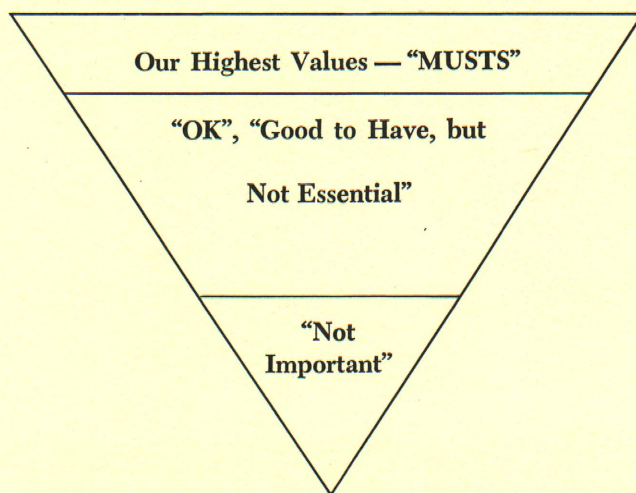 Our Highest Values — “MUSTS”
“OK”, “Good to Have, but
Not Essential”
“Not
Important”